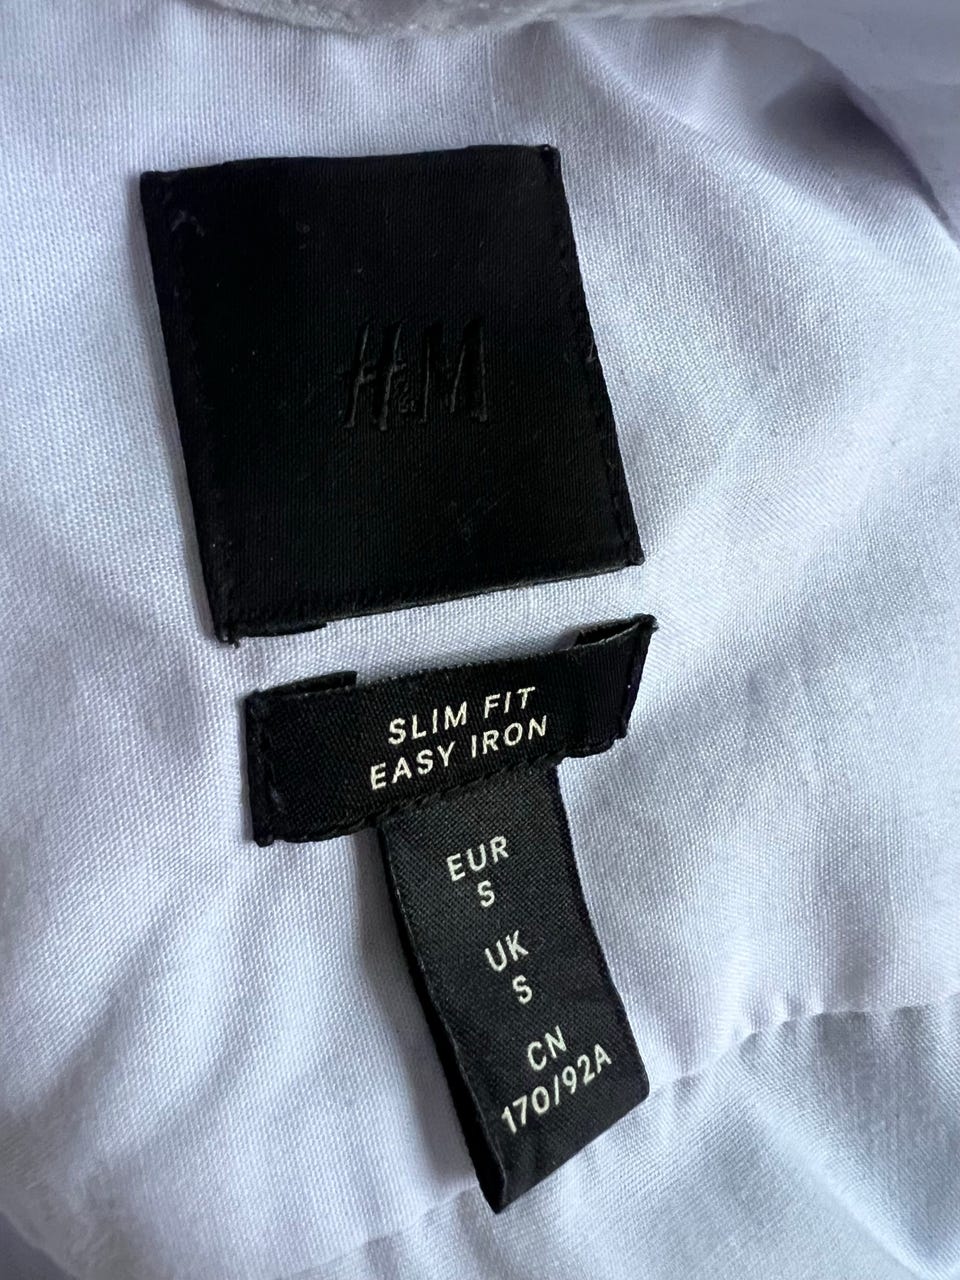 H&M
SLIM FIT
EASY IRON
EUR
S
UK
S
CN
170/92A